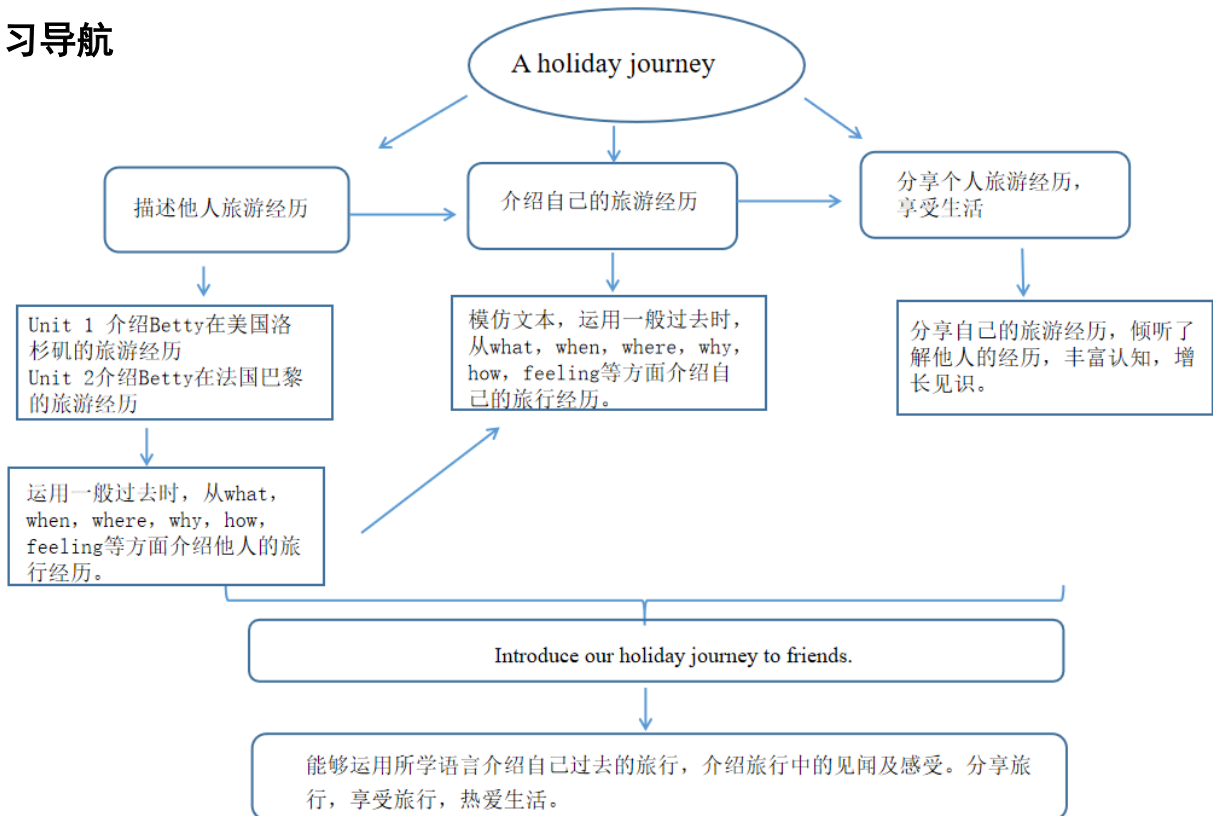 习导航
A holiday journey
描述他人旅游经历
介绍自己的旅游经历
分享个人旅游经历，
享受生活
Unit 1 介绍Betty在美国洛
杉矶的旅游经历
Unit 2介绍Betty在法国巴黎
的旅游经历
模仿文本，运用一般过去时，
从what，when，where，why，
how，feeling等方面介绍自
己的旅行经历。
分享自己的旅游经历，倾听了
解他人的经历，丰富认知，增
长见识。
运用一般过去时，从what，
when，where，why，how，
feeling等方面介绍他人的旅
行经历。
Introduce our holiday journey to friends.
能够运用所学语言介绍自己过去的旅行，介绍旅行中的见闻及感受。分享旅
行，享受旅行，热爱生活。